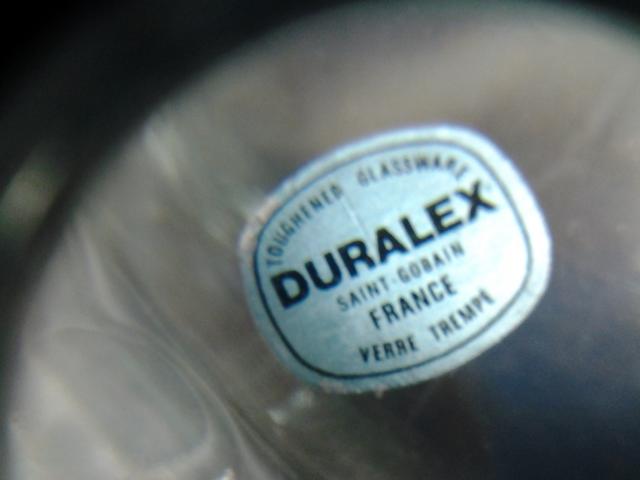 TOUGHENED GLASSWARE
DURALEX
SAINT-GOBAIN
FRANCE
VERRE TREMPÉ